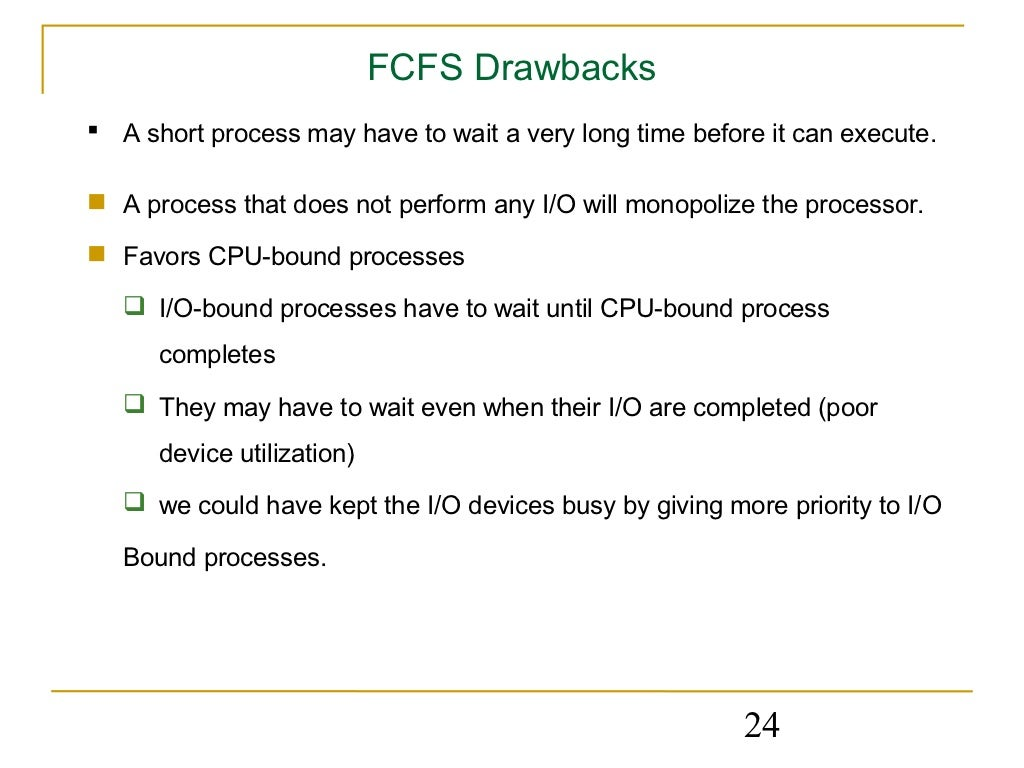 FCFS Drawbacks
A short process may have to wait a very long time before it can execute.
A process that does not perform any I/O will monopolize the processor.
Favors CPU-bound processes
I/O-bound processes have to wait until CPU-bound process
completes
They may have to wait even when their I/O are completed (poor
device utilization)
we could have kept the I/O devices busy by giving more priority to I/O
Bound processes.
24